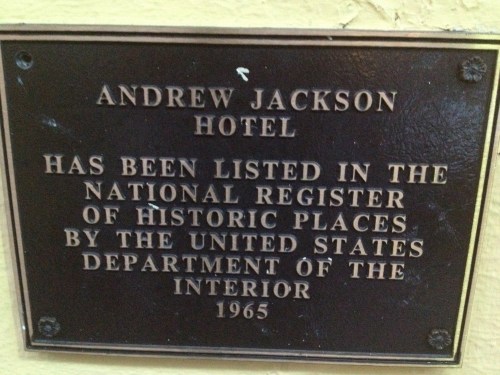 ANDREW JACKSON
HOTEL
HAS BEEN LISTED IN THE
NATIONAL REGISTER
OF HISTORIC PLACES
BY THE UNITED STATES
DEPARTMENT OF THE
INTERIOR
1965